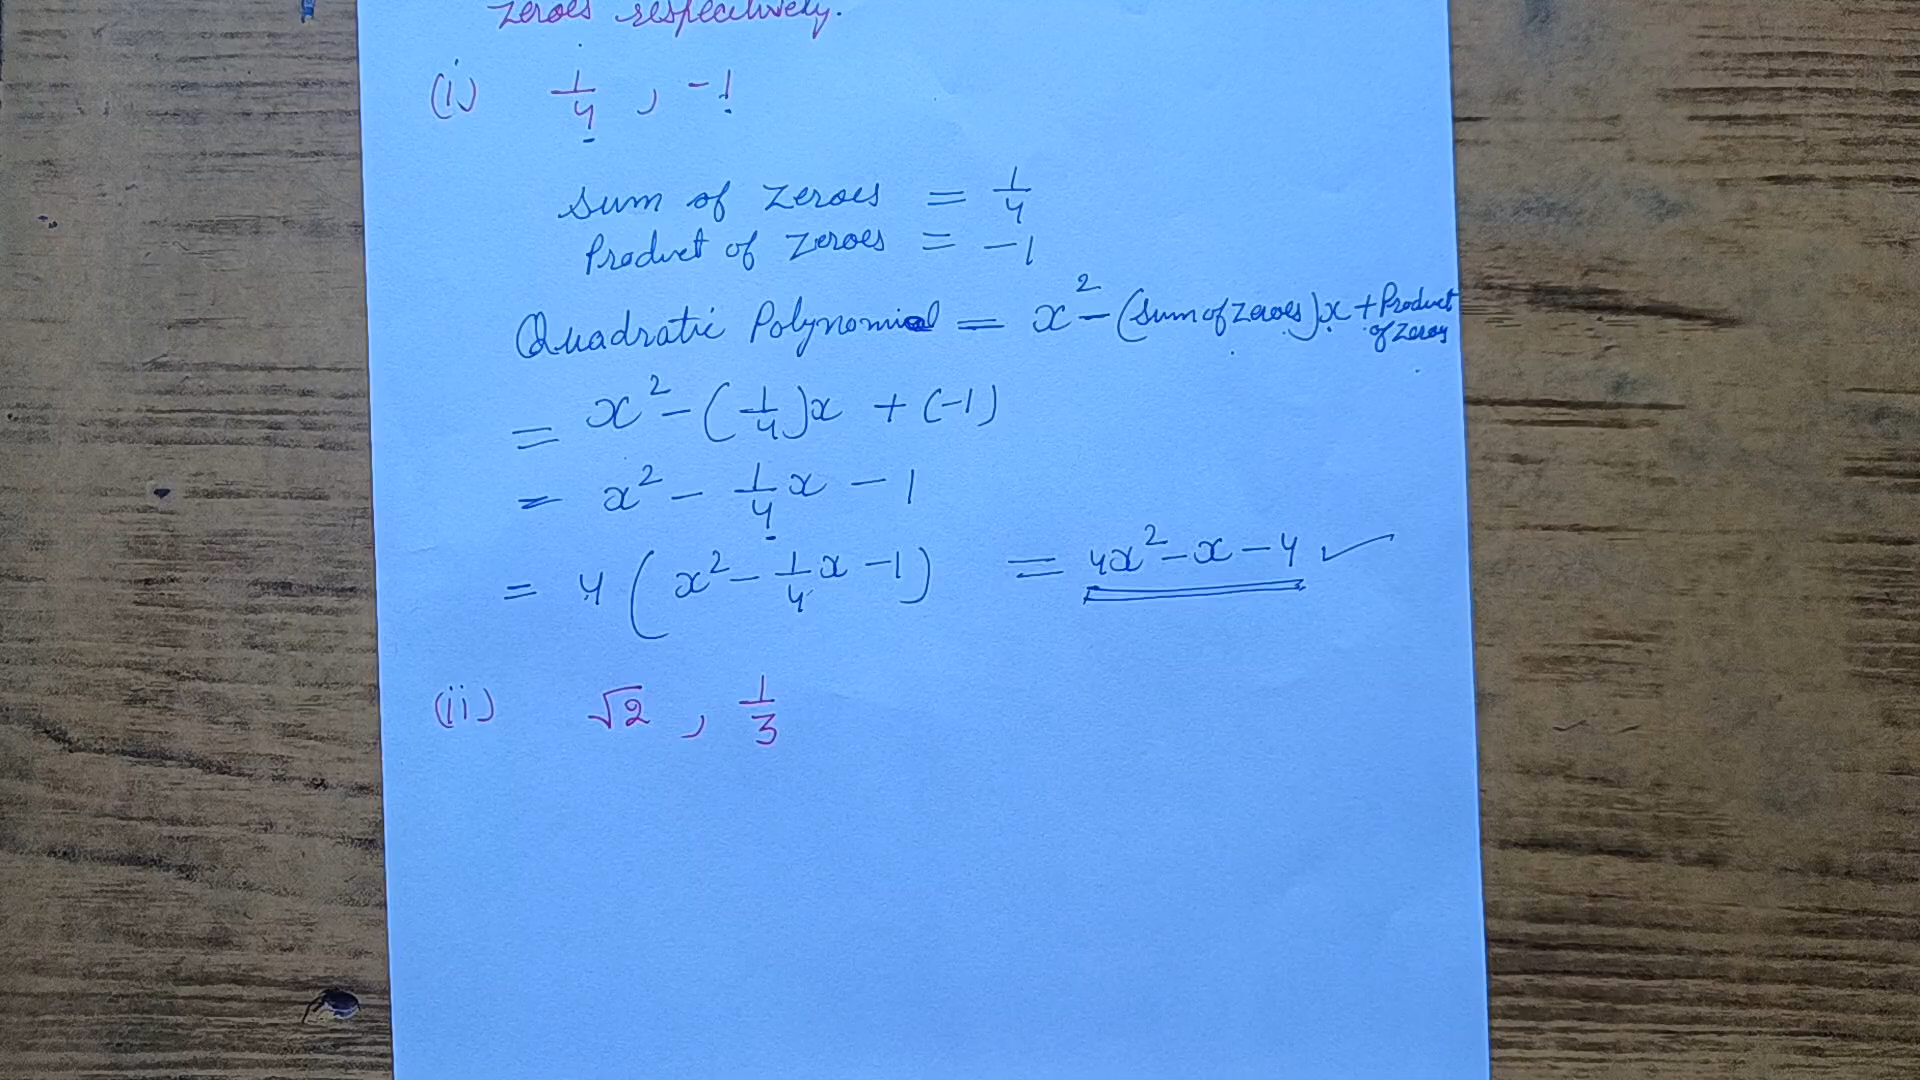 zeroes respectively.
(i) 1/4 , -1
Sum of zeroes = 1/4
Product of zeroes = -1
Quadratic Polynomial = x² - (Sum of zeroes)x + Product of zeroes
= x² - (1/4)x + (-1)
= x² - 1/4 x - 1
= 4 ( x² - 1/4 x - 1 ) = 4x² - x - 4 ✓
(ii) √2 , 1/3